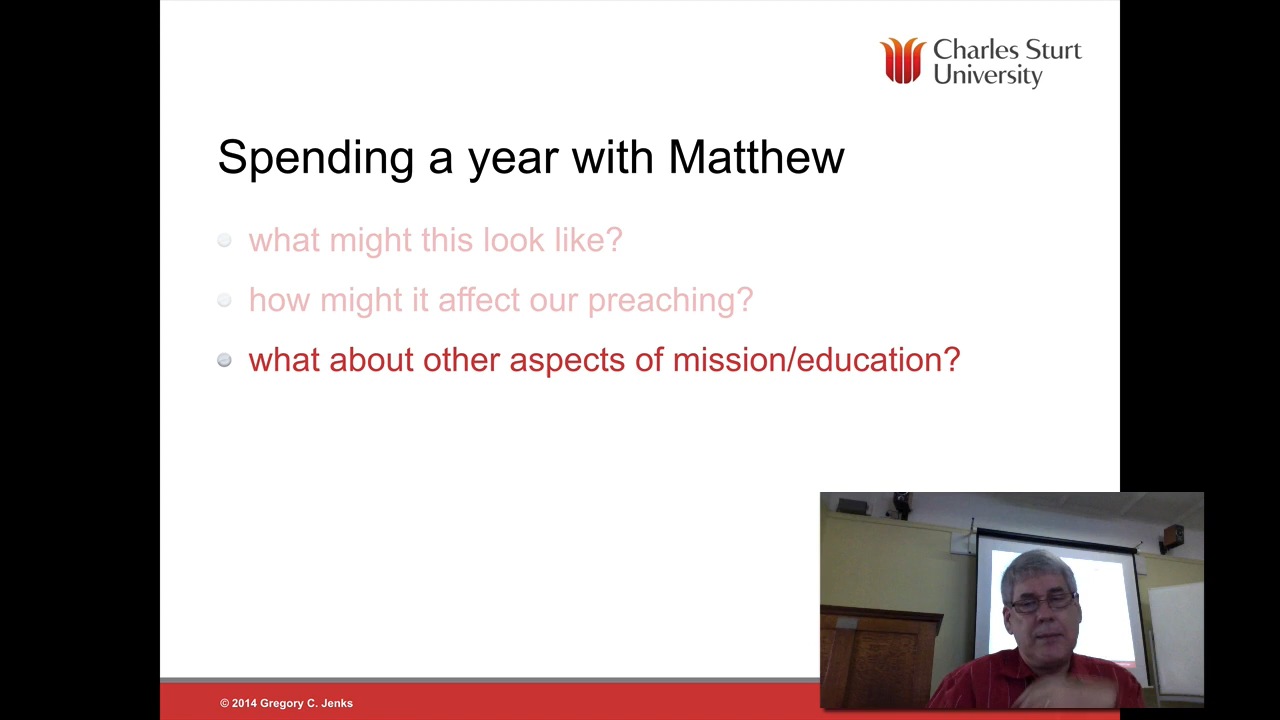 Charles Sturt
University
Spending a year with Matthew
what might this look like?
how might it affect our preaching?
what about other aspects of mission/education?
© 2014 Gregory C. Jenks